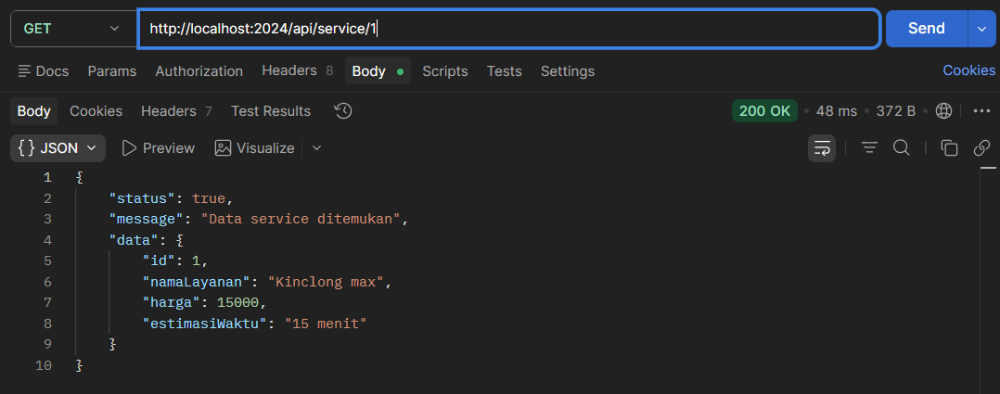 GET http://localhost:2024/api/service/1 Send
Docs Params Authorization Headers 8 Body Scripts Tests Settings Cookies
Body Cookies Headers 7 Test Results 200 OK • 48 ms • 372 B •
{} JSON Preview Visualize
1 {
2 "status": true,
3 "message": "Data service ditemukan",
4 "data": {
5 "id": 1,
6 "namaLayanan": "Kinclong max",
7 "harga": 15000,
8 "estimasiWaktu": "15 menit"
9 }
10 }